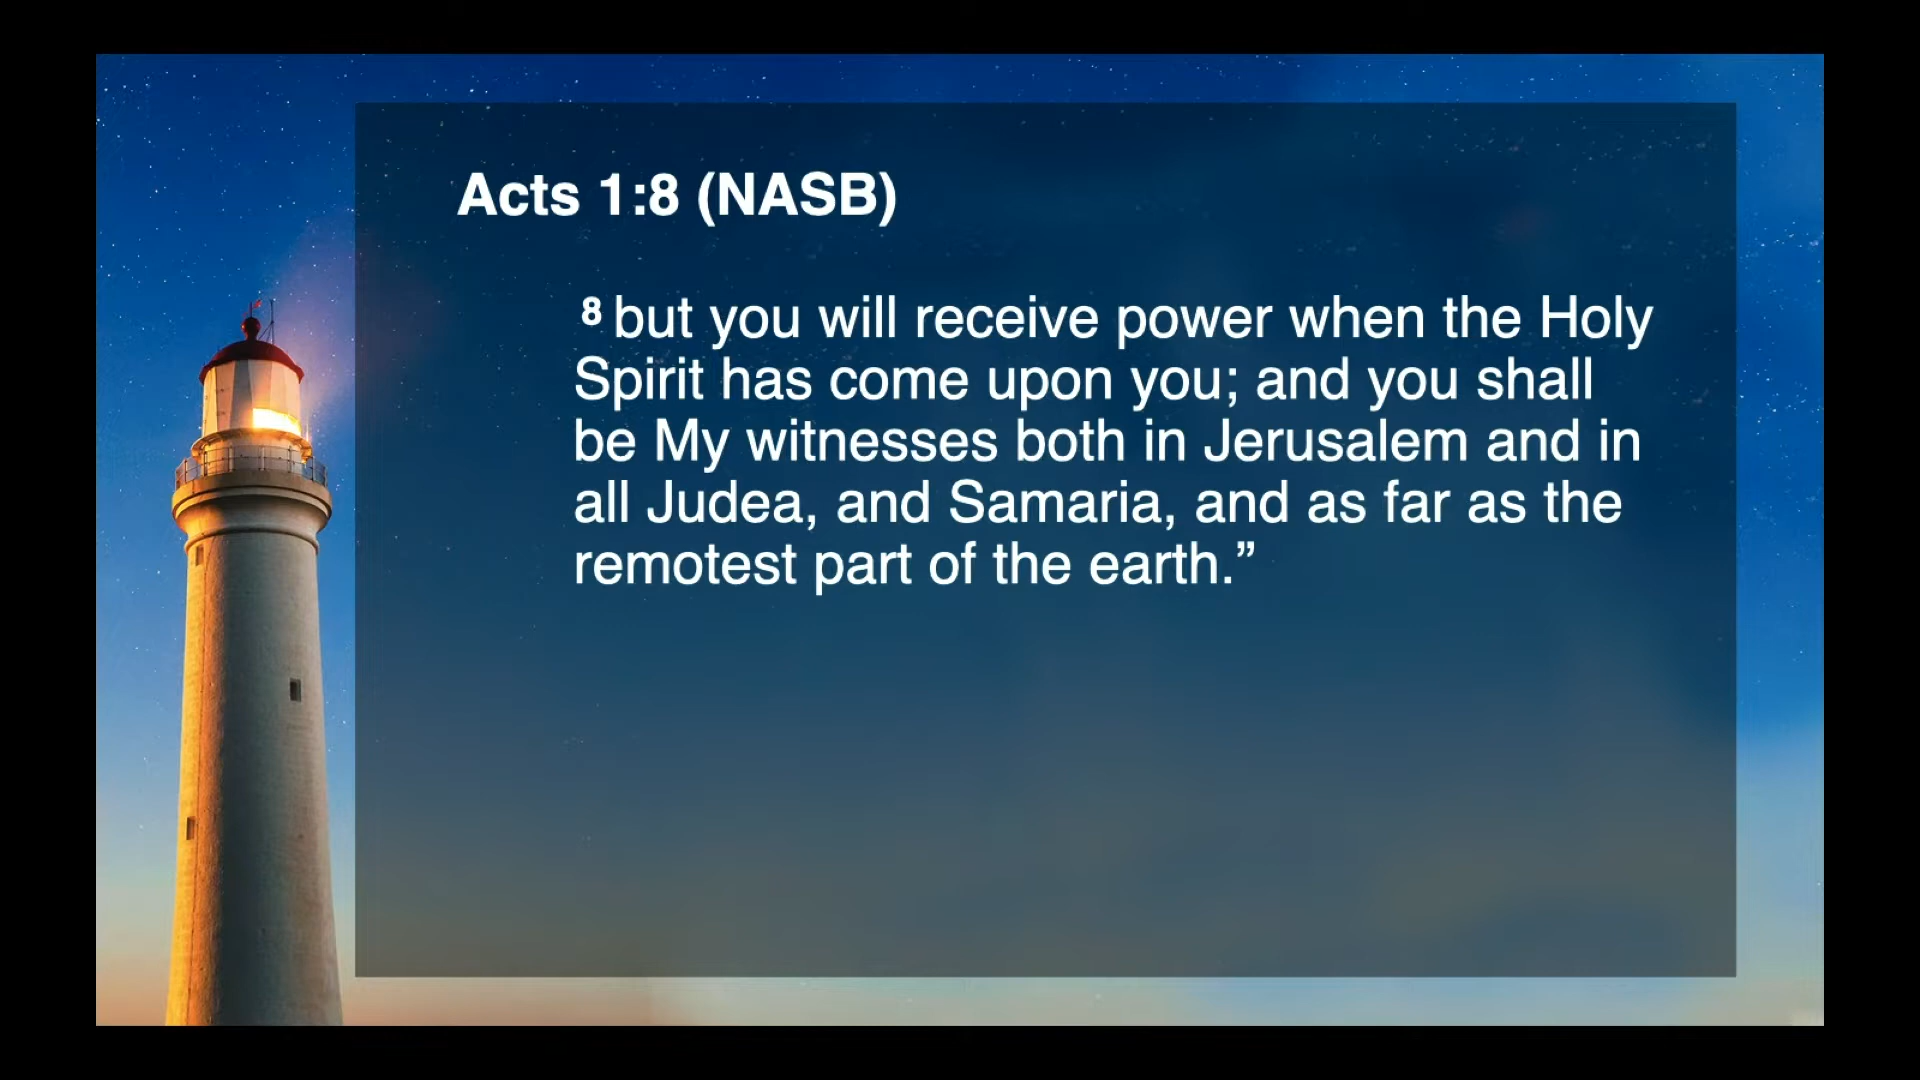 Acts 1:8 (NASB)
8 but you will receive power when the Holy
Spirit has come upon you; and you shall
be My witnesses both in Jerusalem and in
all Judea, and Samaria, and as far as the
remotest part of the earth.”